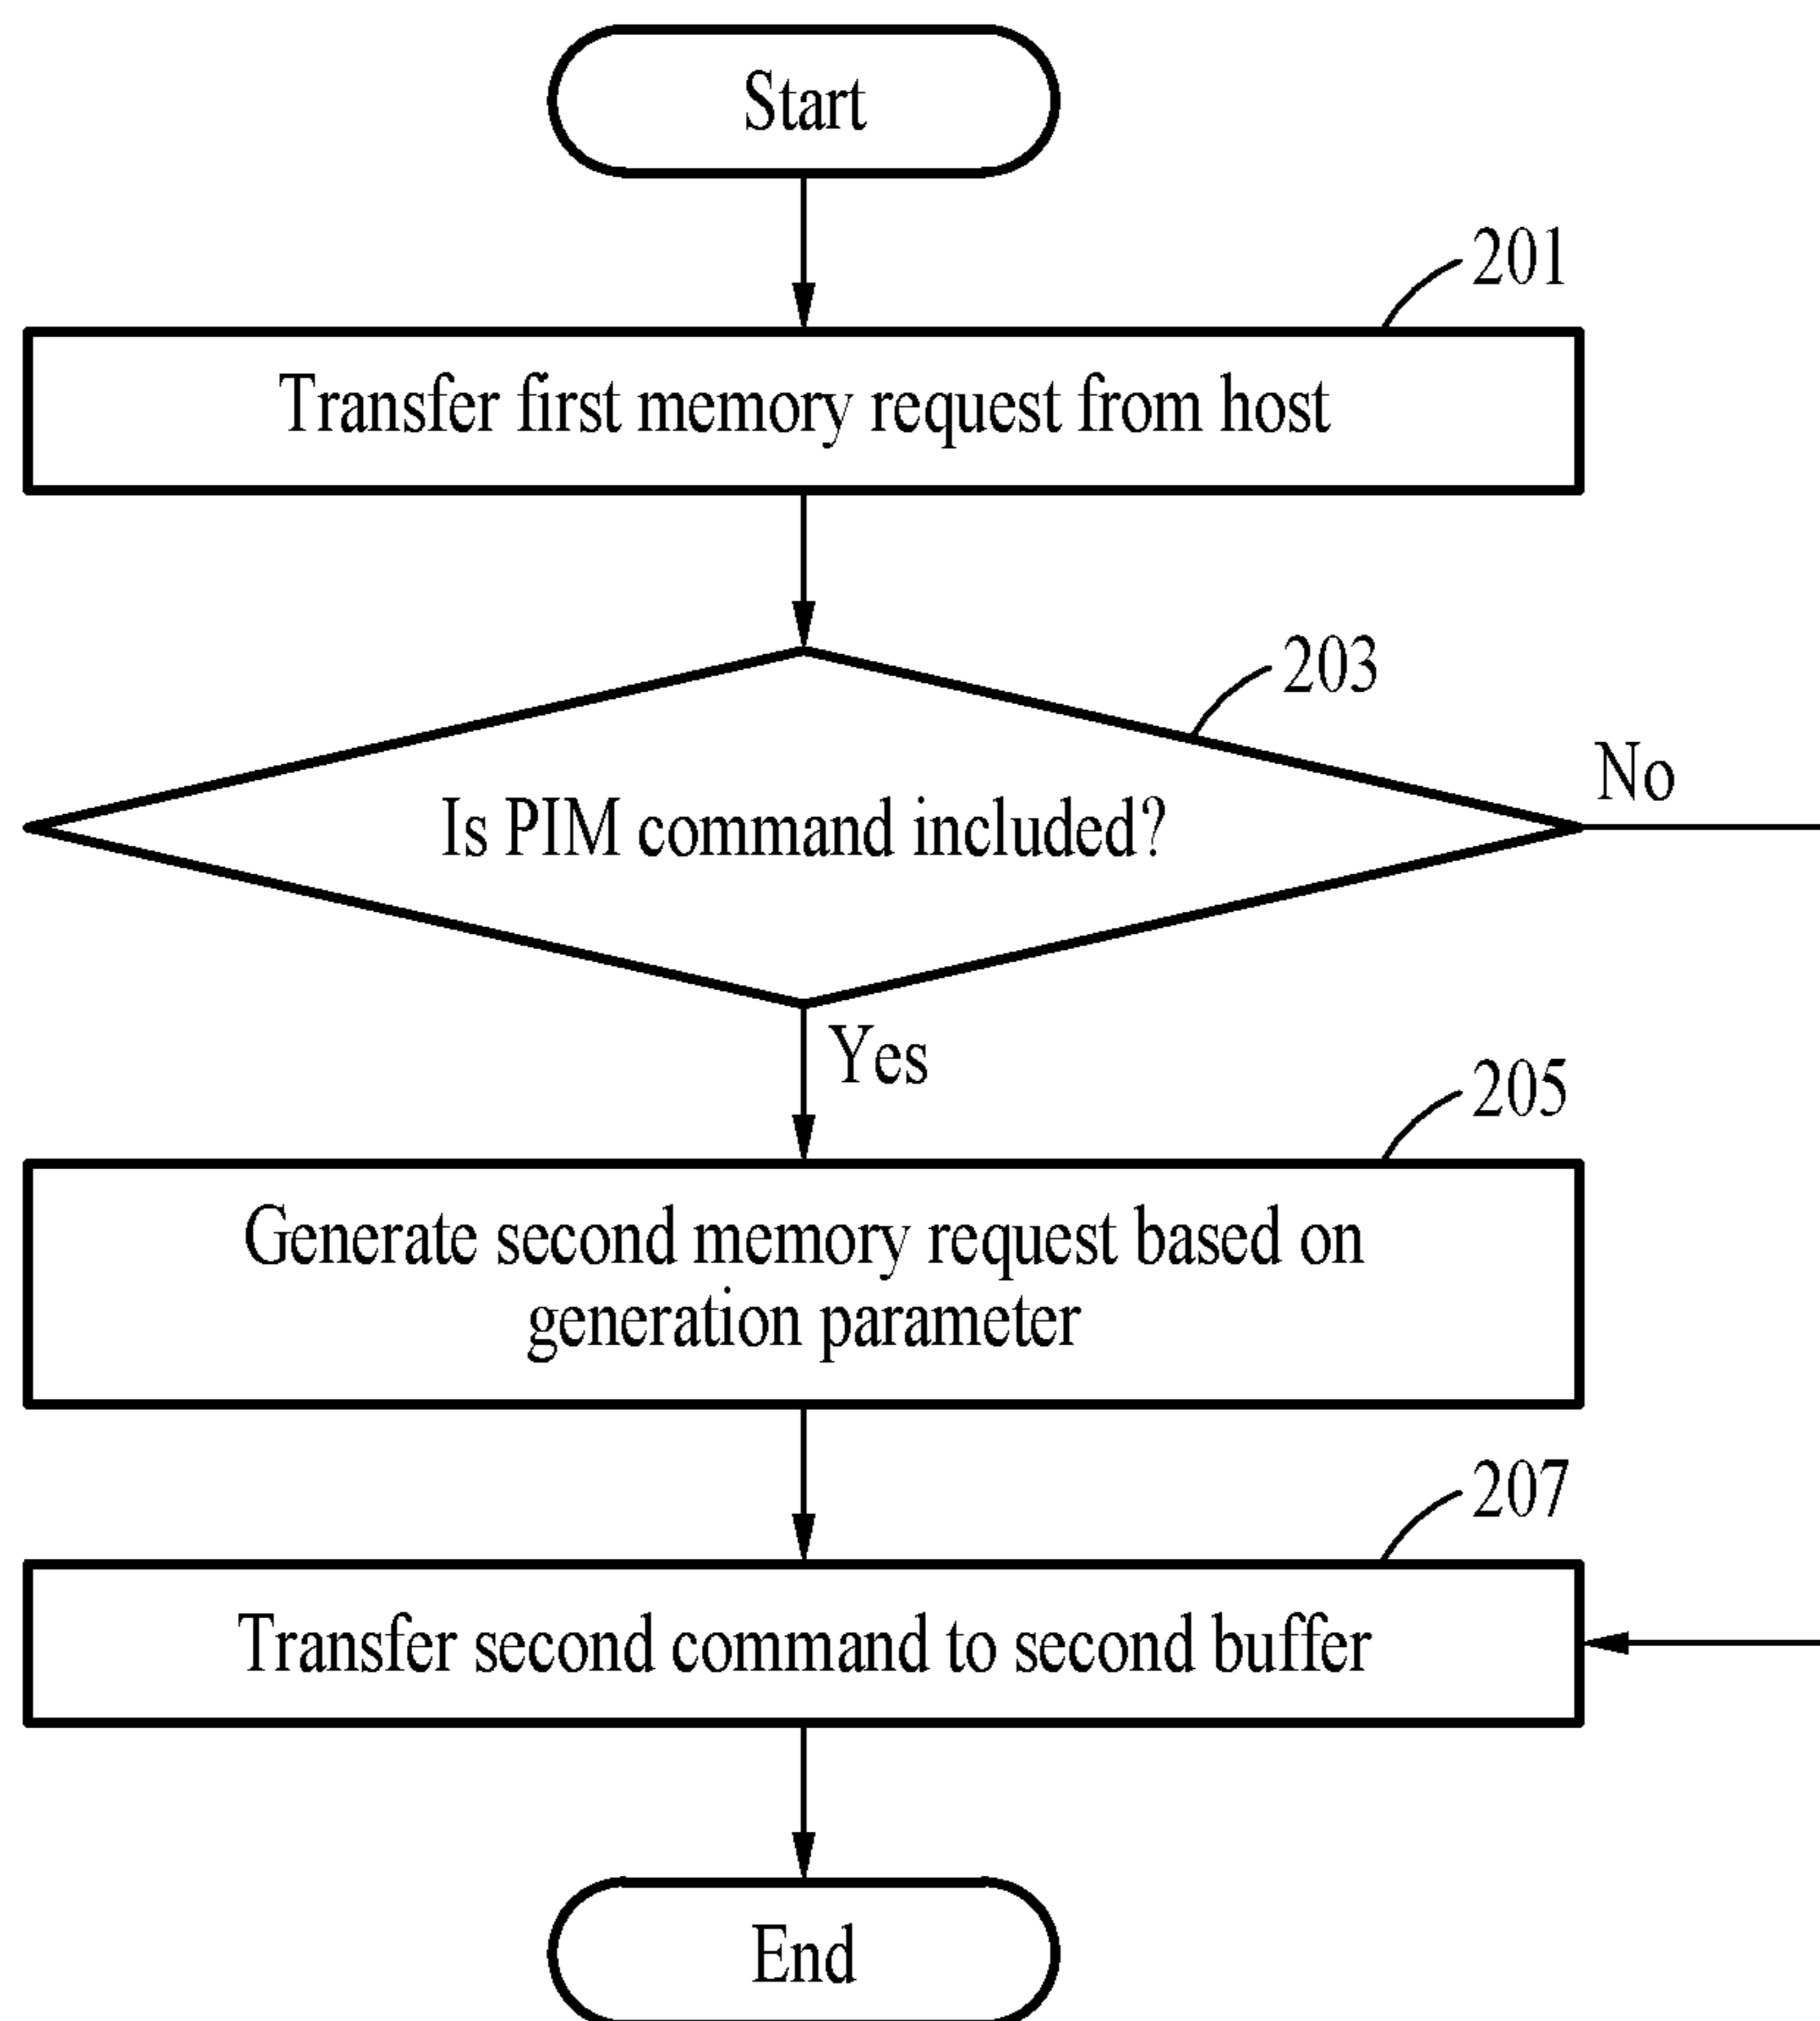 Start
201
Transfer first memory request from host
203
Is PIM command included?
No
Yes
205
Generate second memory request based on
generation parameter
207
Transfer second command to second buffer
End